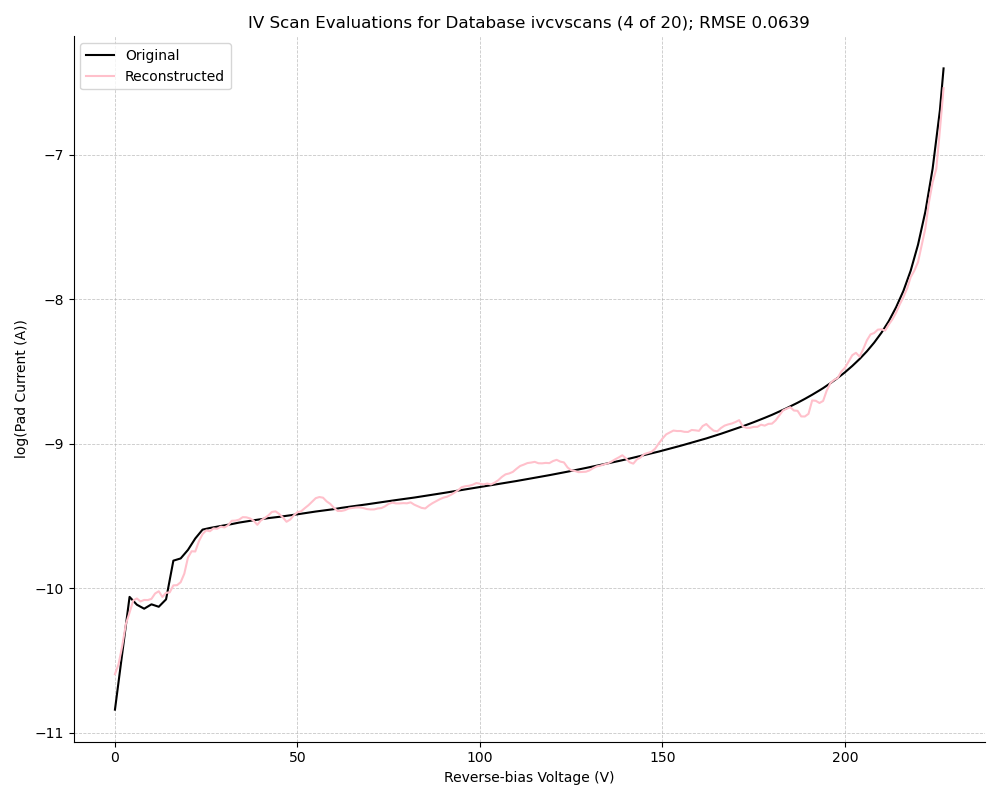 IV Scan Evaluations for Database ivcvscans (4 of 20); RMSE 0.0639
Original
Reconstructed
log(Pad Current (A))
−7
−8
−9
−10
−11
0
50
100
150
200
Reverse-bias Voltage (V)